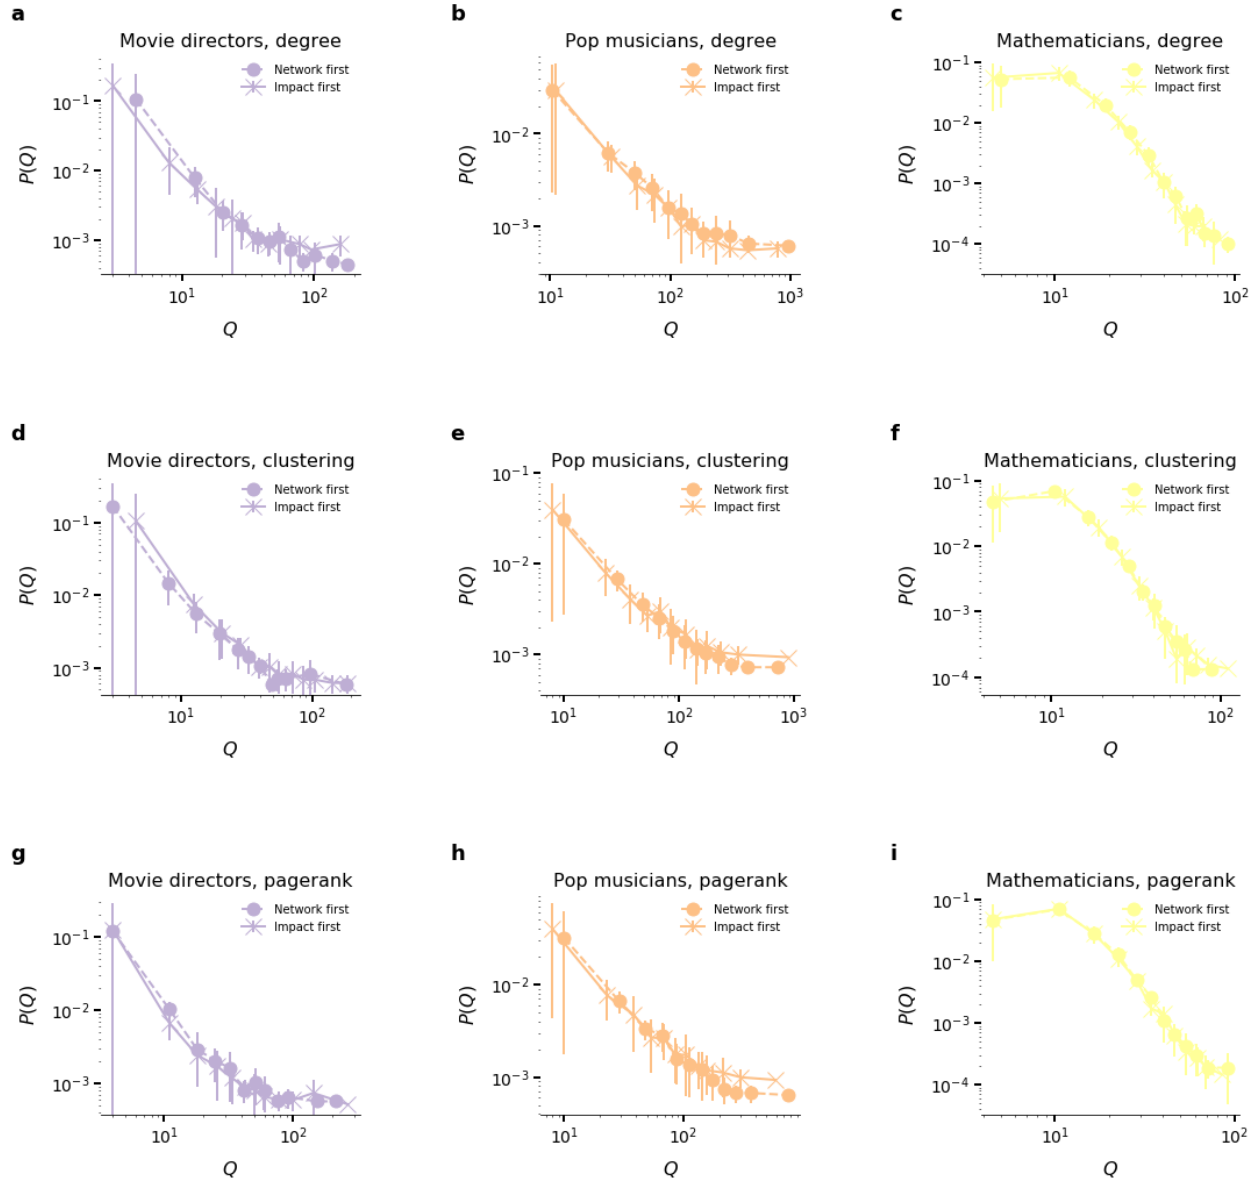 a
Movie directors, degree
Network first
Impact first
10⁻¹
10⁻²
10⁻³
P(Q)
10¹
10²
Q
b
Pop musicians, degree
Network first
Impact first
10⁻²
10⁻³
P(Q)
10¹
10²
10³
Q
c
Mathematicians, degree
Network first
Impact first
10⁻¹
10⁻²
10⁻³
10⁻⁴
P(Q)
10¹
10²
Q
d
Movie directors, clustering
Network first
Impact first
10⁻¹
10⁻²
10⁻³
P(Q)
10¹
10²
Q
e
Pop musicians, clustering
Network first
Impact first
10⁻¹
10⁻²
10⁻³
P(Q)
10¹
10²
10³
Q
f
Mathematicians, clustering
Network first
Impact first
10⁻¹
10⁻²
10⁻³
10⁻⁴
P(Q)
10¹
10²
Q
g
Movie directors, pagerank
Network first
Impact first
10⁻¹
10⁻²
10⁻³
P(Q)
10¹
10²
Q
h
Pop musicians, pagerank
Network first
Impact first
10⁻²
10⁻³
P(Q)
10¹
10²
Q
i
Mathematicians, pagerank
Network first
Impact first
10⁻¹
10⁻²
10⁻³
10⁻⁴
P(Q)
10¹
10²
Q